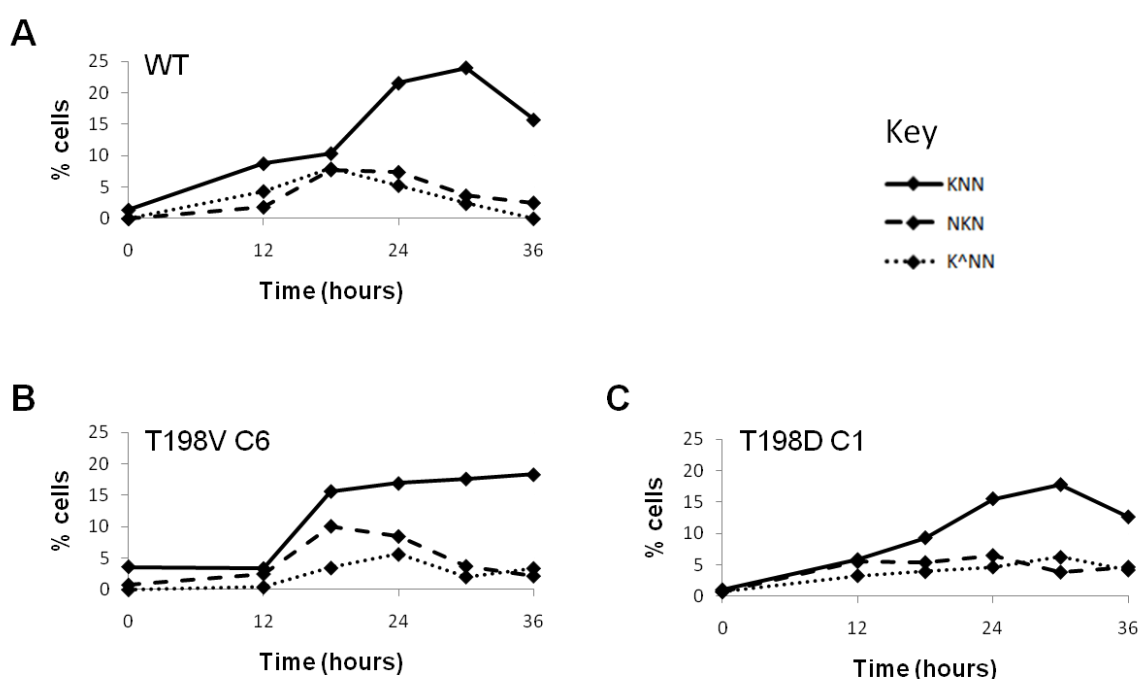 A
WT
25
20
15
10
5
0
% cells
0 12 24 36
Time (hours)
Key
KNN
NKN
K^NN
B
T198V C6
25
20
15
10
5
0
% cells
0 12 24 36
Time (hours)
C
T198D C1
25
20
15
10
5
0
% cells
0 12 24 36
Time (hours)